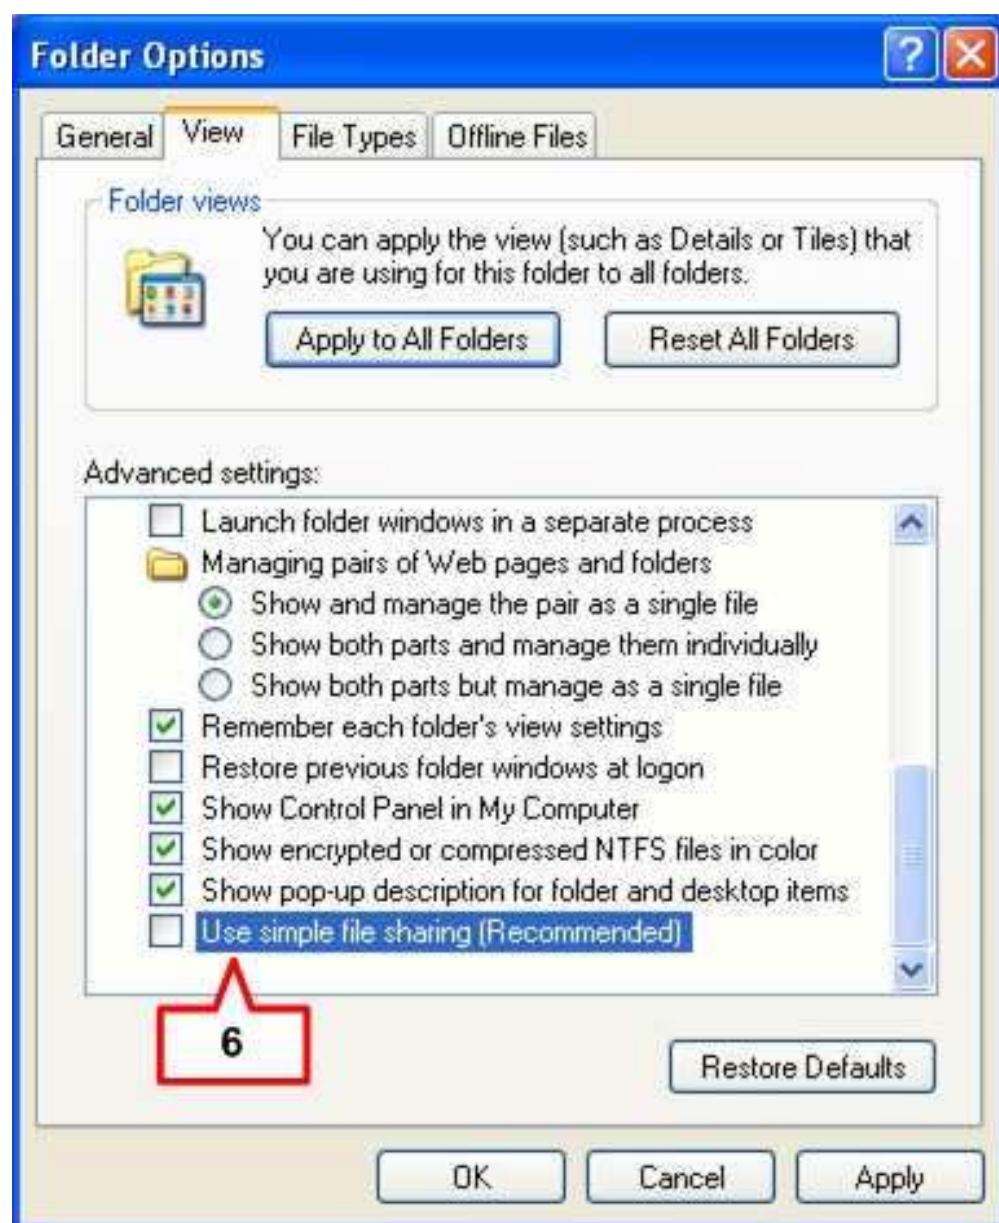 Folder Options
General View File Types Offline Files
Folder views
You can apply the view (such as Details or Tiles) that
you are using for this folder to all folders.
Apply to All Folders Reset All Folders
Advanced settings:
Launch folder windows in a separate process
Managing pairs of Web pages and folders
Show and manage the pair as a single file
Show both parts and manage them individually
Show both parts but manage as a single file
Remember each folder's view settings
Restore previous folder windows at logon
Show Control Panel in My Computer
Show encrypted or compressed NTFS files in color
Show pop-up description for folder and desktop items
Use simple file sharing (Recommended)
6
Restore Defaults
OK Cancel Apply